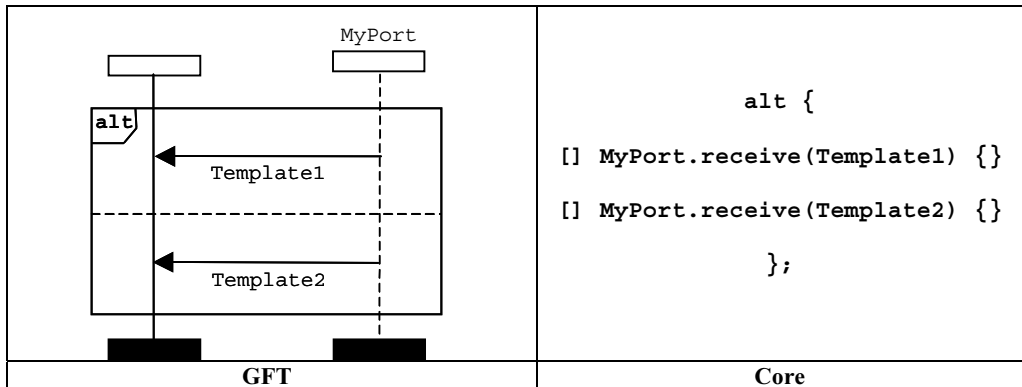 MyPort
alt
Template1
Template2
alt {
[] MyPort.receive(Template1) {}
[] MyPort.receive(Template2) {}
};
GFT
Core